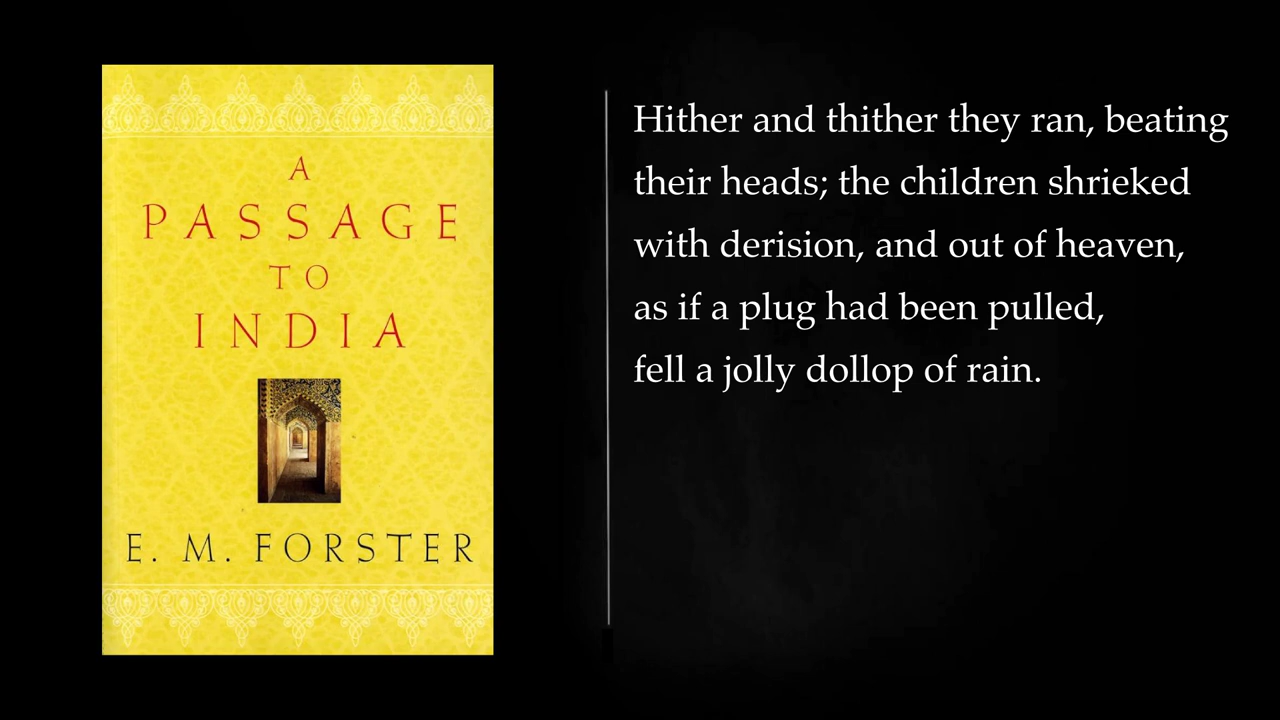 A
PASSAGE
TO
INDIA
E. M. FORSTER
Hither and thither they ran, beating
their heads; the children shrieked
with derision, and out of heaven,
as if a plug had been pulled,
fell a jolly dollop of rain.